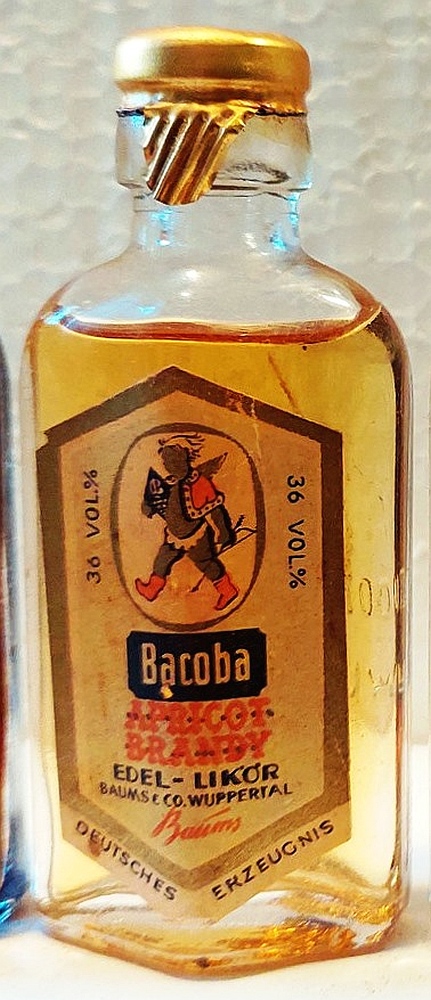 36 VOL.%
36 VOL.%
Bacoba
APRICOT-
BRANDY
EDEL-LIKÖR
BAUMS & CO. WUPPERTAL
Baums
DEUTSCHES ERZEUGNIS